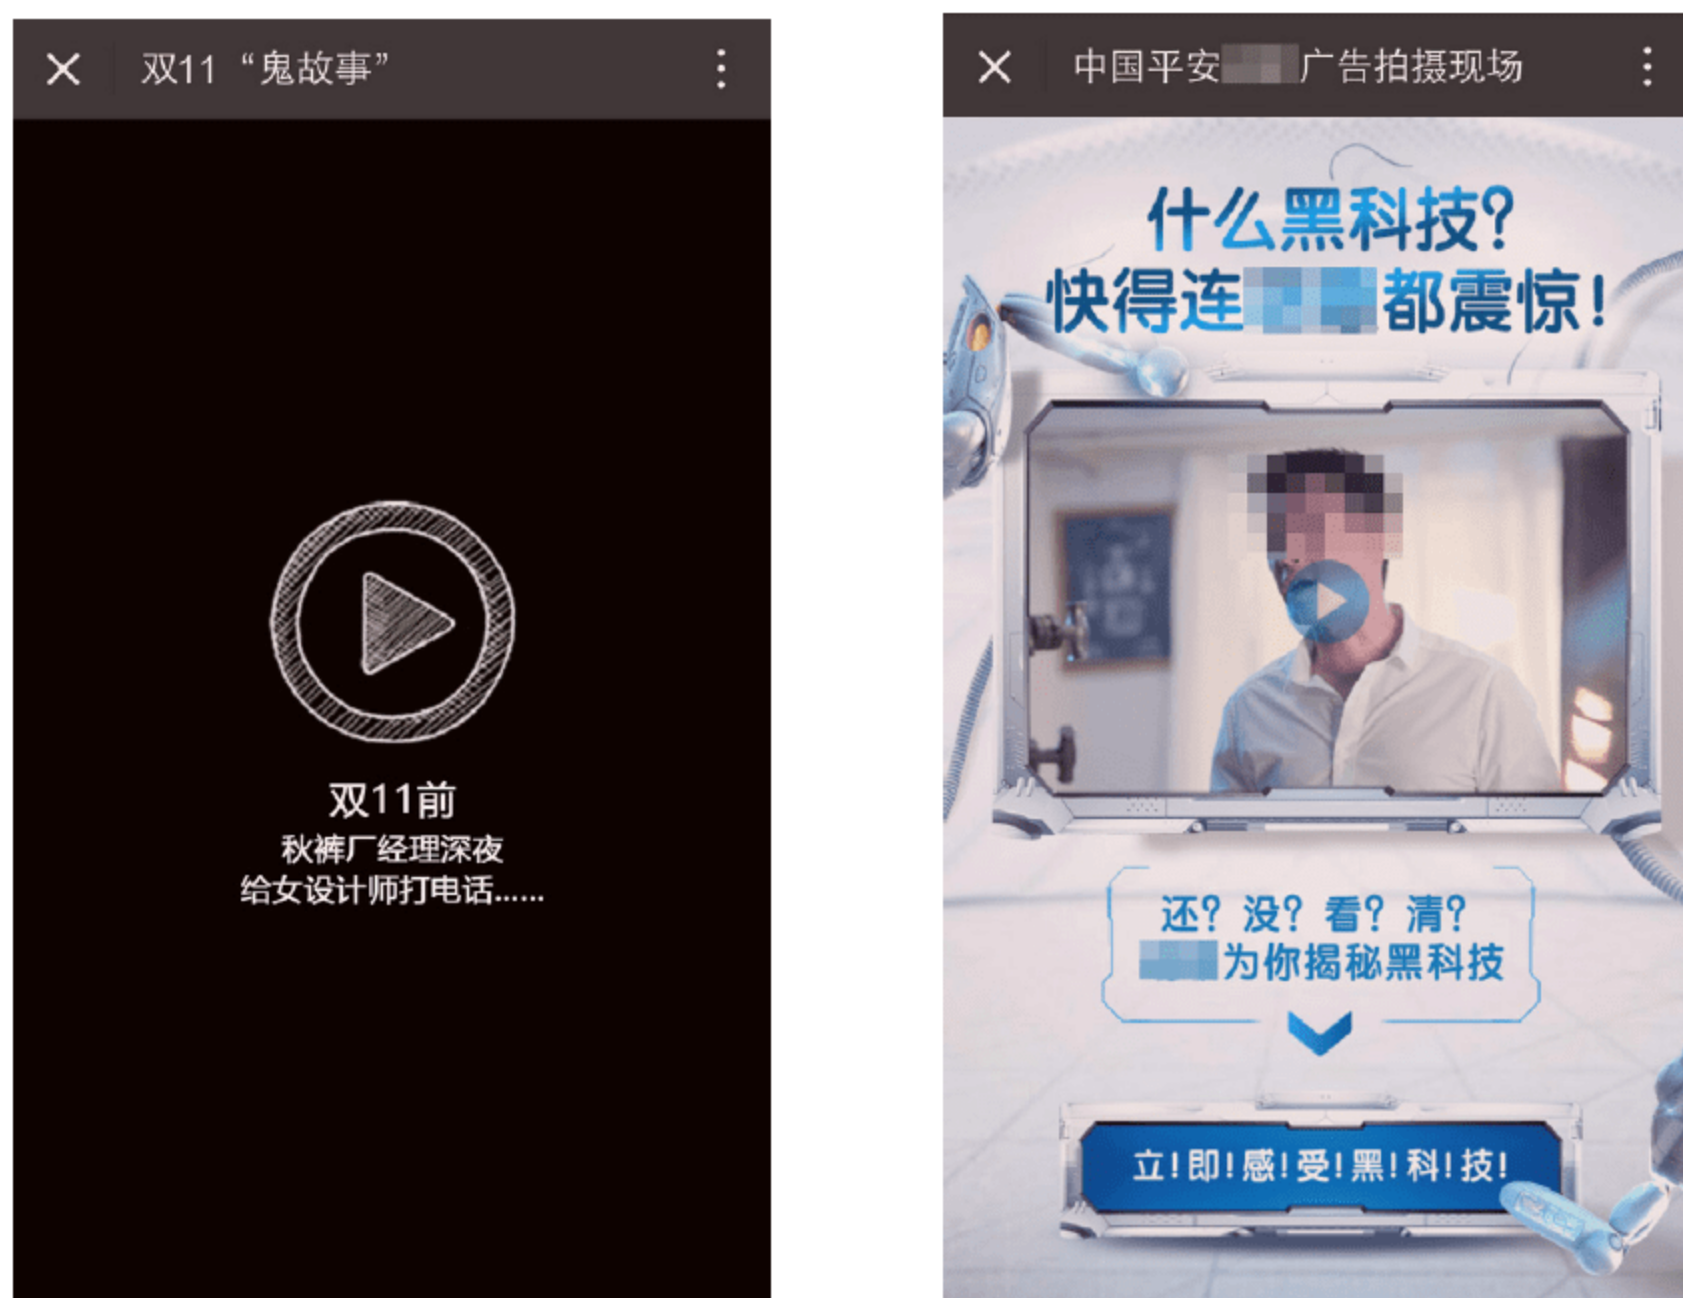 双11 “鬼故事”
双11前
秋裤厂经理深夜
给女设计师打电话......
中国平安 广告拍摄现场
什么黑科技?
快得连 都震惊!
还? 没? 看? 清?
为你揭秘黑科技
立!即!感!受!黑!科!技!